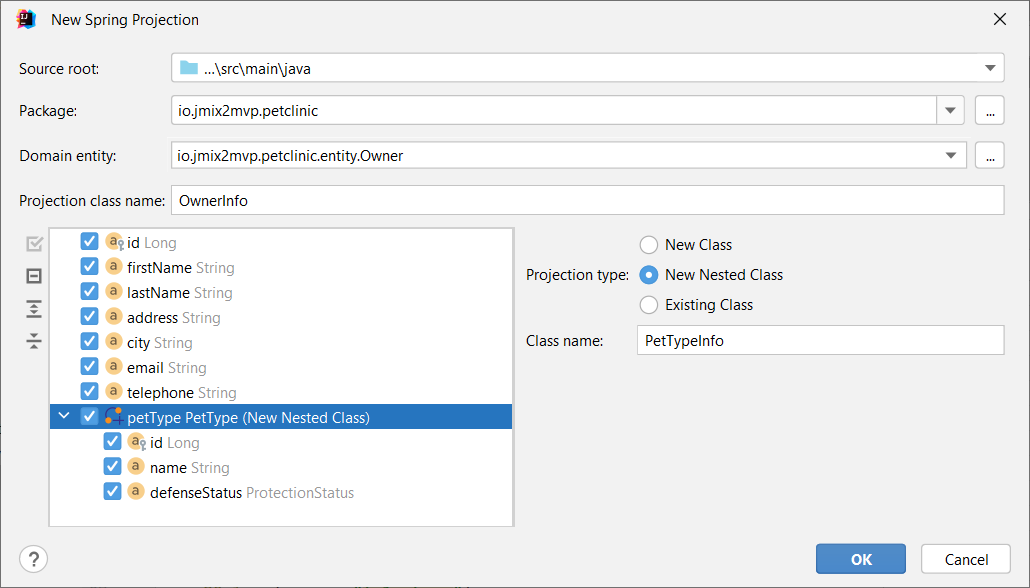 New Spring Projection
Source root: ...\src\main\java
Package: io.jmix2mvp.petclinic ...
Domain entity: io.jmix2mvp.petclinic.entity.Owner ...
Projection class name: OwnerInfo
id Long
firstName String
lastName String
address String
city String
email String
telephone String
petType PetType (New Nested Class)
id Long
name String
defenseStatus ProtectionStatus
New Class
Projection type: New Nested Class
Existing Class
Class name: PetTypeInfo
? OK Cancel